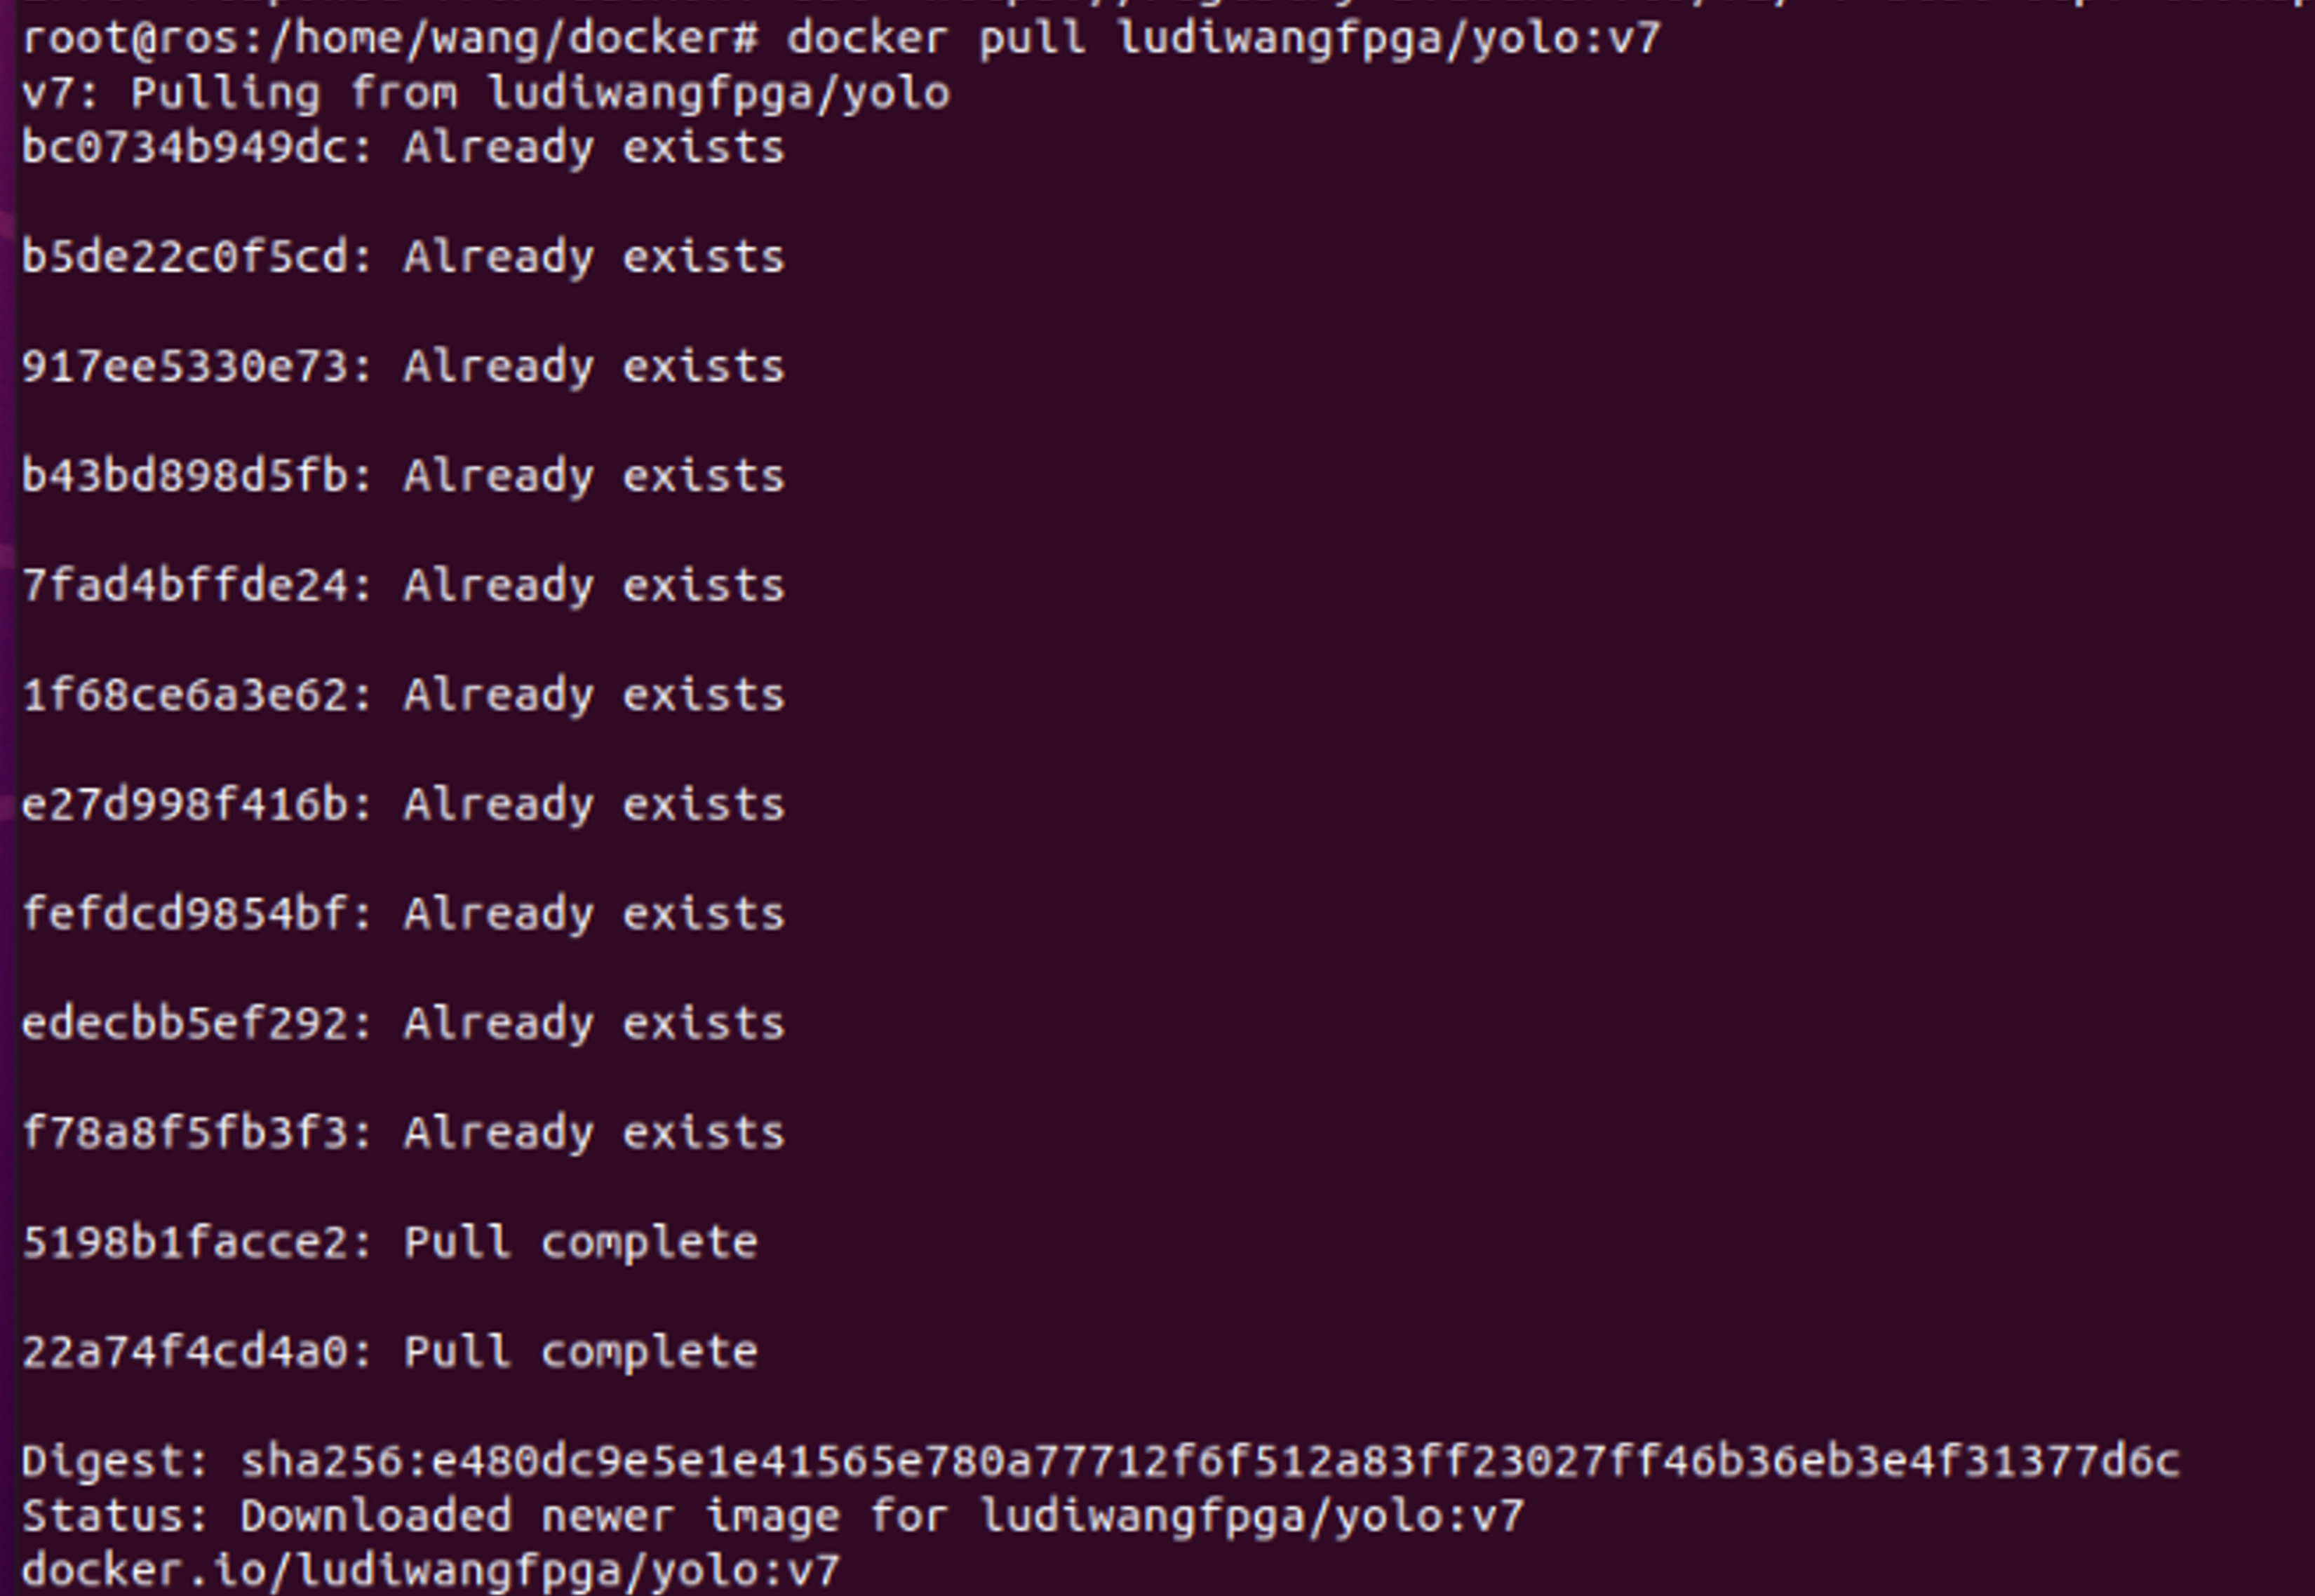 root@ros:/home/wang/docker# docker pull ludiwangfpga/yolo:v7
v7: Pulling from ludiwangfpga/yolo
bc0734b949dc: Already exists
b5de22c0f5cd: Already exists
917ee5330e73: Already exists
b43bd898d5fb: Already exists
7fad4bffde24: Already exists
1f68ce6a3e62: Already exists
e27d998f416b: Already exists
fefdcd9854bf: Already exists
edecbb5ef292: Already exists
f78a8f5fb3f3: Already exists
5198b1facce2: Pull complete
22a74f4cd4a0: Pull complete
Digest: sha256:e480dc9e5e1e41565e780a77712f6f512a83ff23027ff46b36eb3e4f31377d6c
Status: Downloaded newer image for ludiwangfpga/yolo:v7
docker.io/ludiwangfpga/yolo:v7